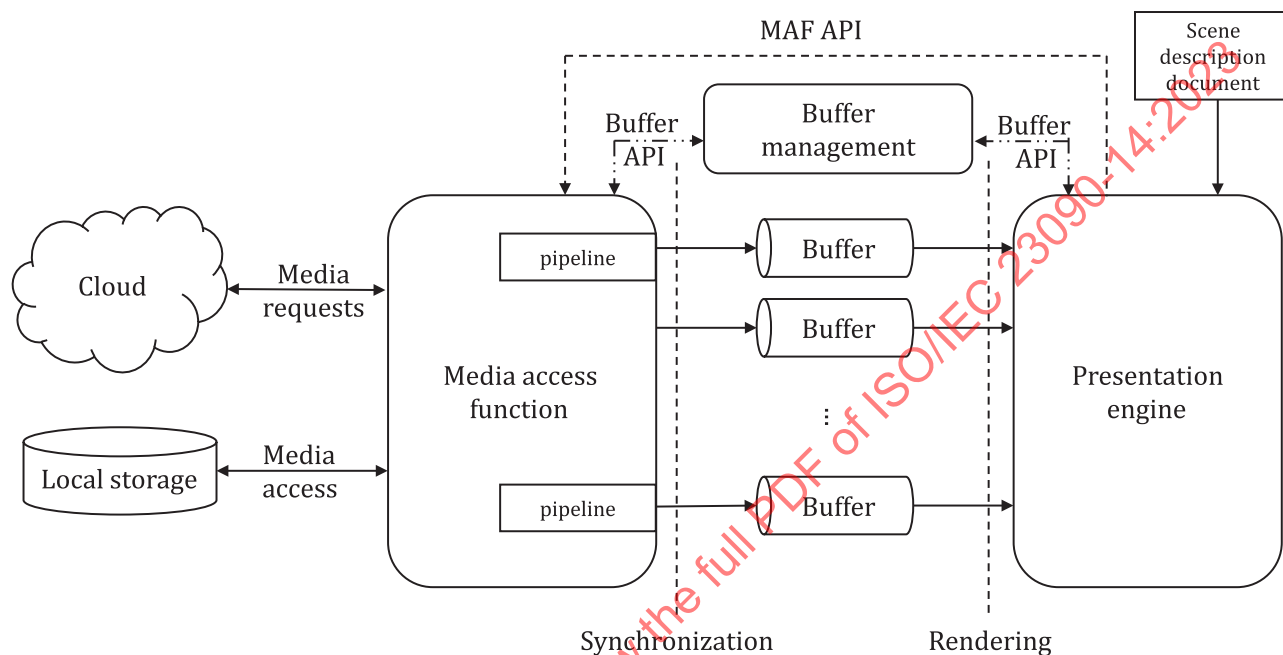 MAF API
Scene
description
document
Buffer
API
Buffer
management
Buffer
API
Cloud
Media
requests
pipeline
Buffer
Buffer
Media access
function
Presentation
engine
...
Local storage
Media
access
pipeline
Buffer
Synchronization
Rendering
w the full PDF of ISO/IEC 23090-14:2023